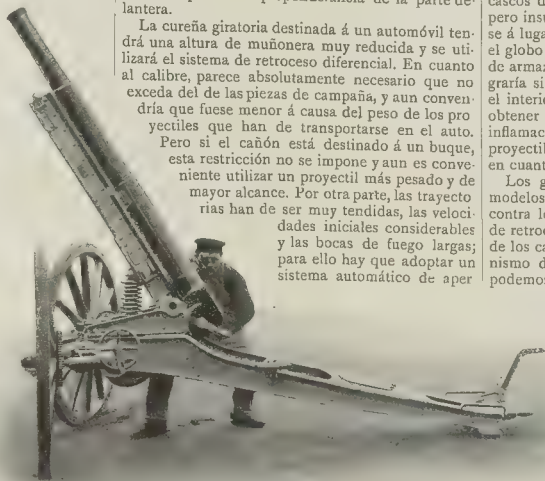 lantera.
La cureña giratoria destinada á un automóvil ten-
drá una altura de muñonera muy reducida y se uti-
lizará el sistema de retroceso diferencial. En cuanto
al calibre, parece absolutamente necesario que no
exceda del de las piezas de campaña, y aun conven-
dría que fuese menor á causa del peso de los pro
yectiles que han de transportarse en el auto.
Pero si el cañón está destinado á un buque,
esta restricción no se impone y aun es conve-
niente utilizar un proyectil más pesado y de
mayor alcance. Por otra parte, las trayecto
rias han de ser muy tendidas, las veloci-
dades iniciales considerables
y las bocas de fuego largas;
para ello hay que adoptar un
sistema automático de aper
cascos d
pero insu
se á luga
el globo
de armaz
graría si
el interio
obtener
inflamac
proyectil
en cuant
Los g
modelos
contra l
de retroc
de los ca
nismo d
podemos